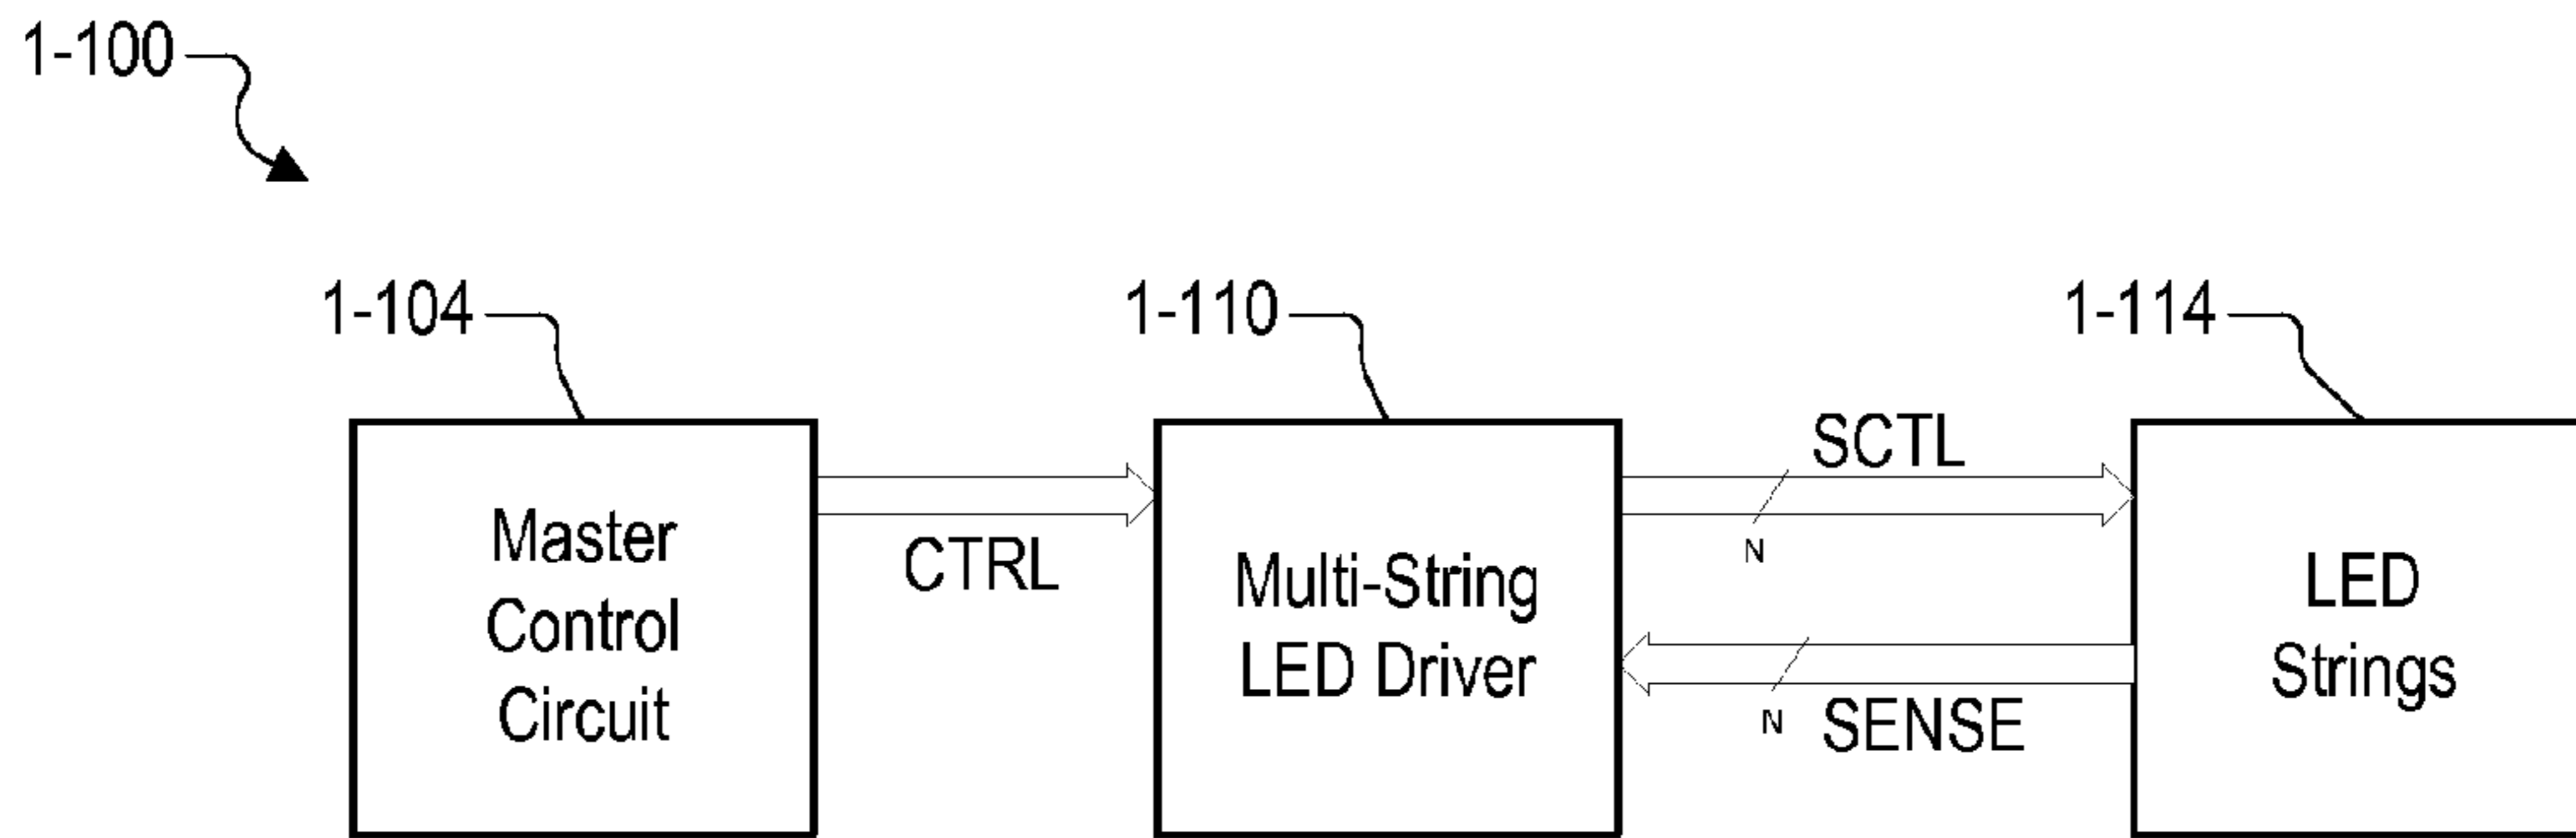 1-100
1-104
1-110
1-114
Master
Control
Circuit
CTRL
Multi-String
LED Driver
SCTL
N
N
SENSE
LED
Strings